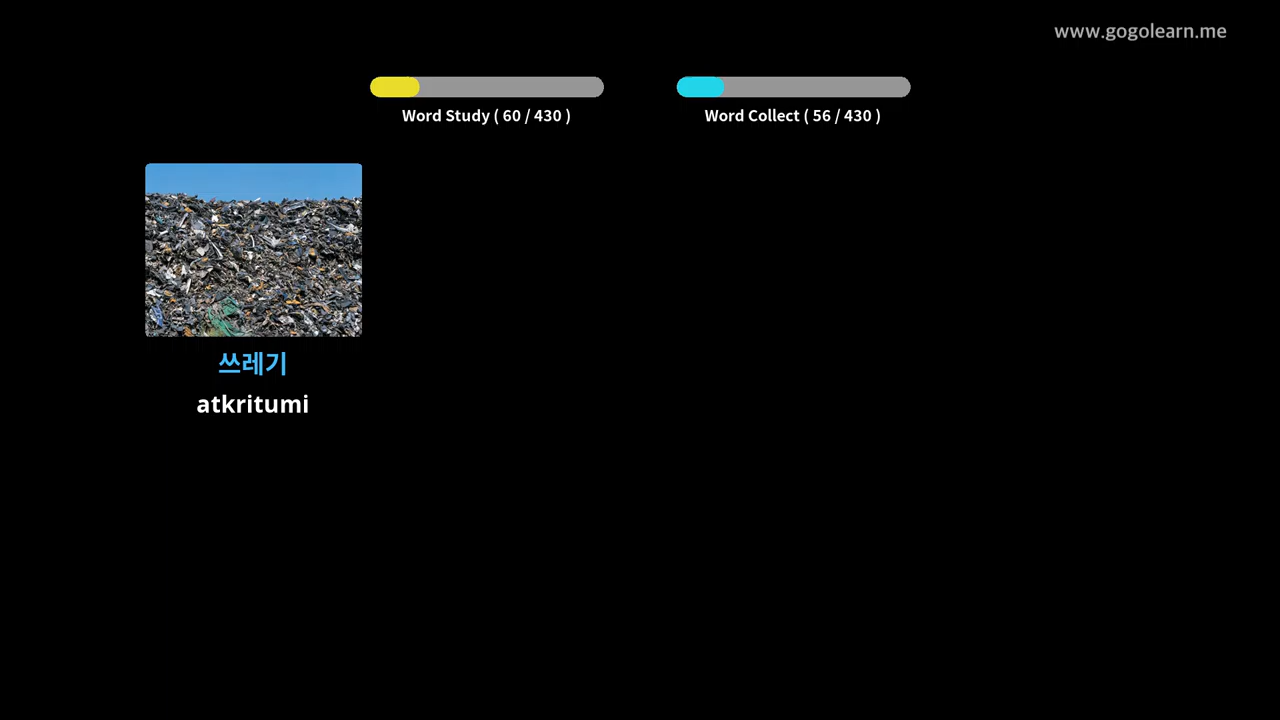 www.gogolearn.me
Word Study ( 60 / 430 )
Word Collect ( 56 / 430 )
쓰레기
atkritumi